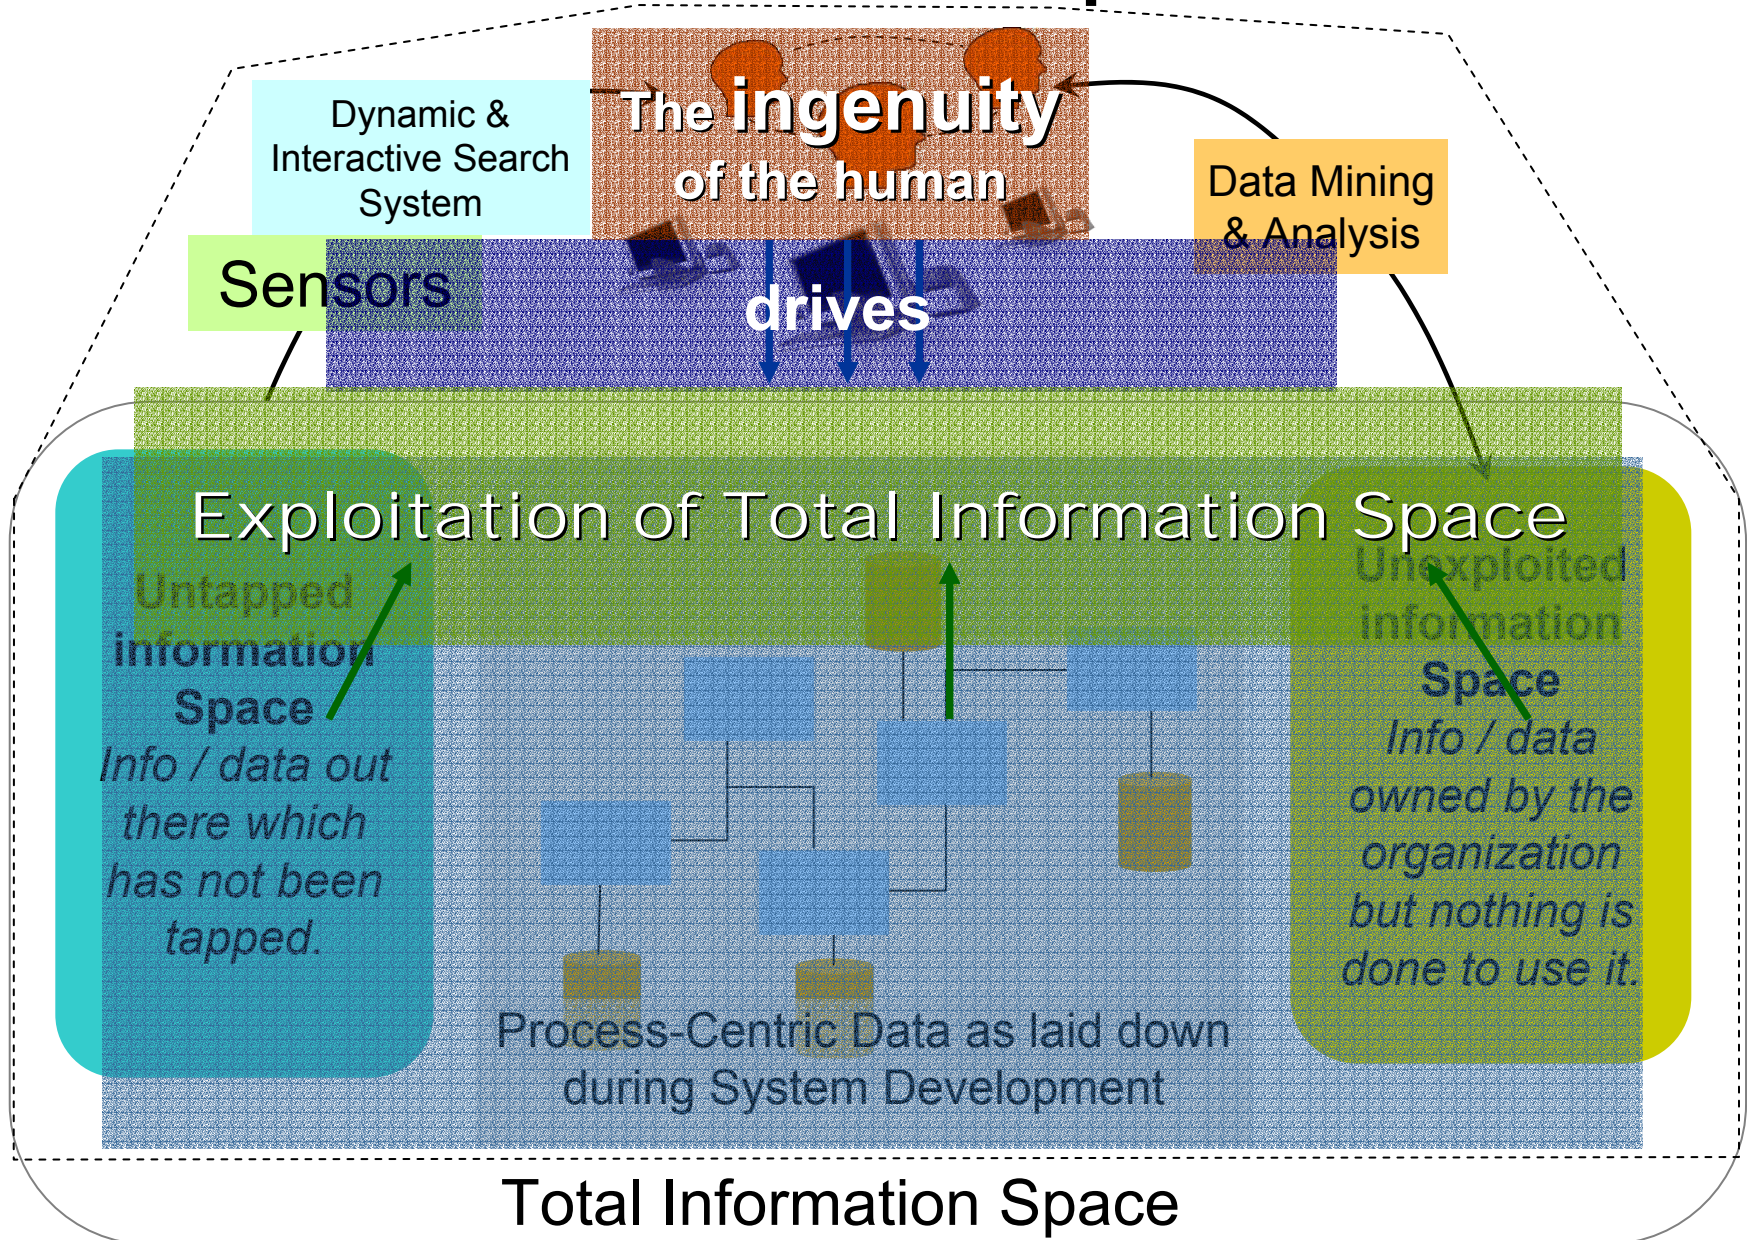 Dynamic &
Interactive Search
System
The ingenuity
of the human
Data Mining
& Analysis
Sensors
drives
Exploitation of Total Information Space
Untapped
information
Space
Info / data out
there which
has not been
tapped.
Unexploited
information
Space
Info / data
owned by the
organization
but nothing is
done to use it.
Process-Centric Data as laid down
during System Development
Total Information Space